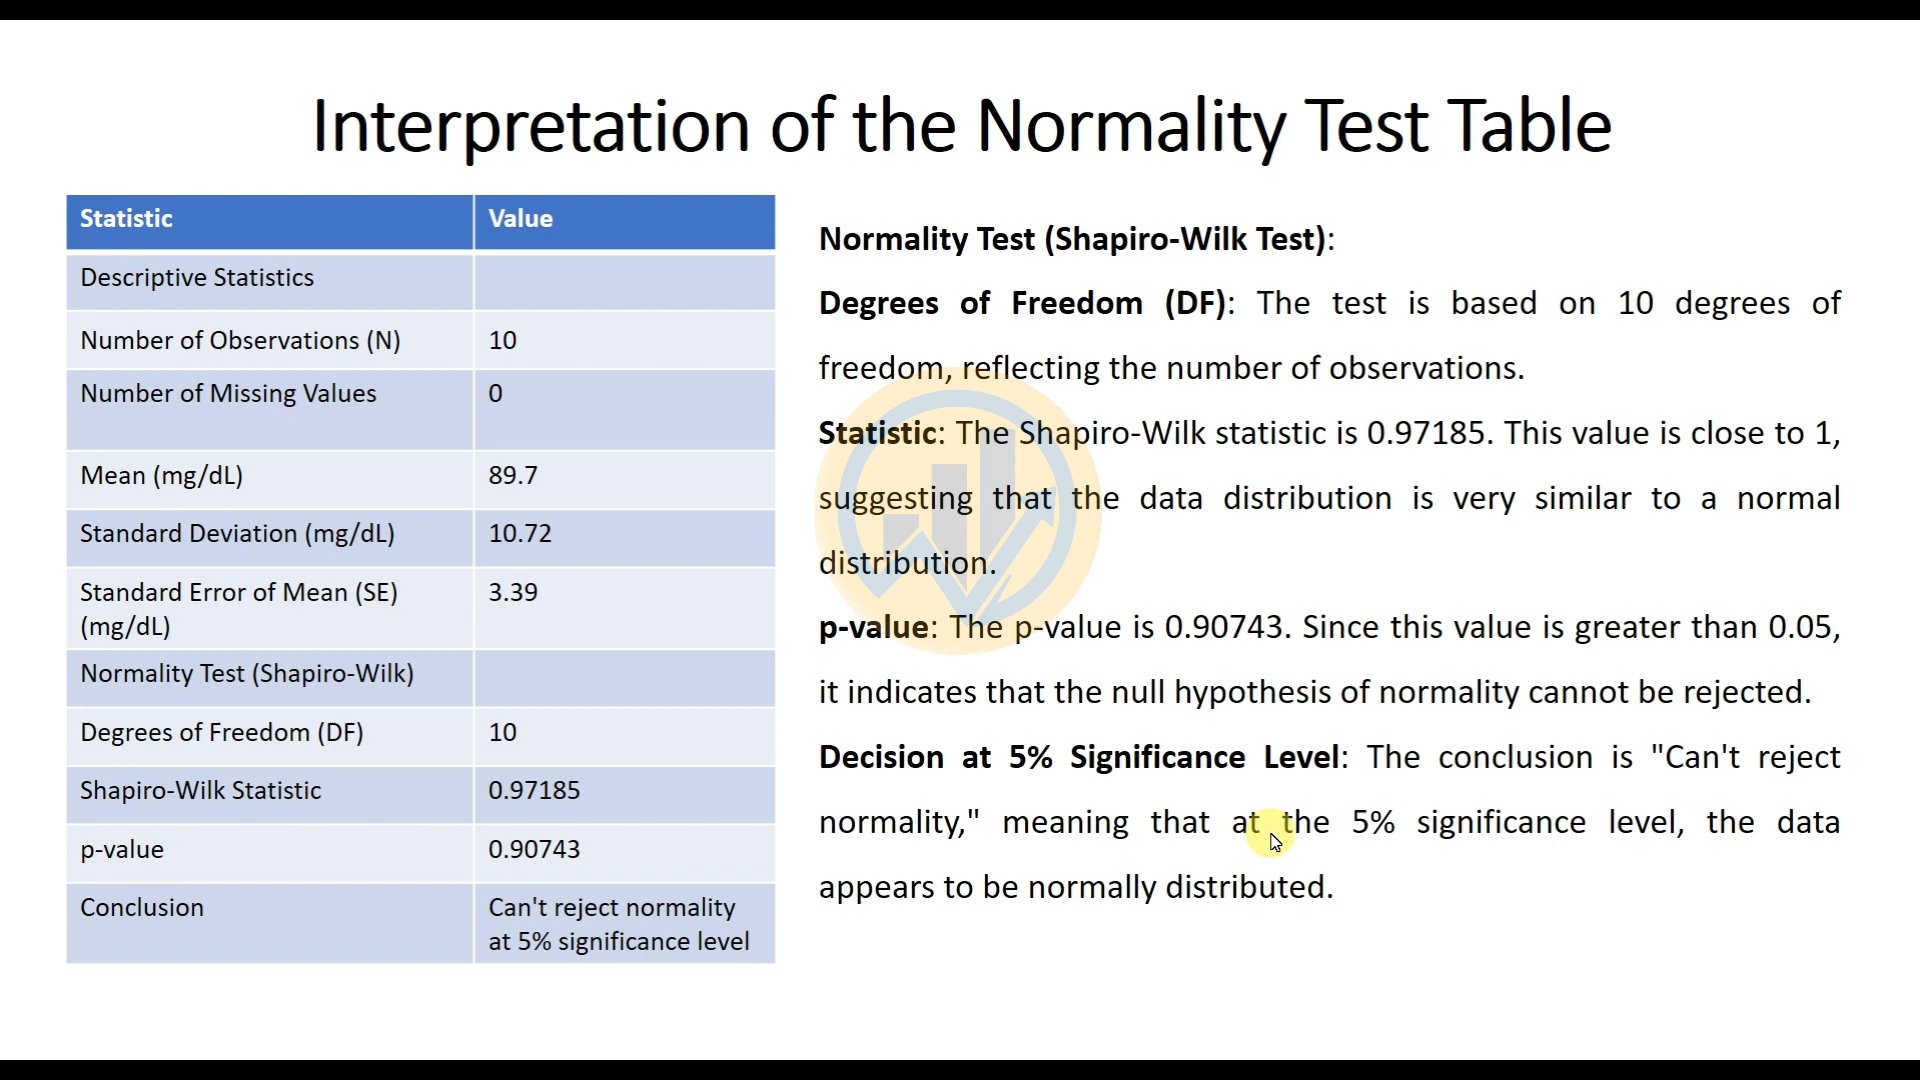 Interpretation of the Normality Test Table
Statistic Value
Descriptive Statistics
Number of Observations (N) 10
Number of Missing Values 0
Mean (mg/dL) 89.7
Standard Deviation (mg/dL) 10.72
Standard Error of Mean (SE) 3.39
(mg/dL)
Normality Test (Shapiro-Wilk)
Degrees of Freedom (DF) 10
Shapiro-Wilk Statistic 0.97185
p-value 0.90743
Conclusion Can't reject normality
at 5% significance level
Normality Test (Shapiro-Wilk Test):
Degrees of Freedom (DF): The test is based on 10 degrees of
freedom, reflecting the number of observations.
Statistic: The Shapiro-Wilk statistic is 0.97185. This value is close to 1,
suggesting that the data distribution is very similar to a normal
distribution.
p-value: The p-value is 0.90743. Since this value is greater than 0.05,
it indicates that the null hypothesis of normality cannot be rejected.
Decision at 5% Significance Level: The conclusion is "Can't reject
normality," meaning that at the 5% significance level, the data
appears to be normally distributed.